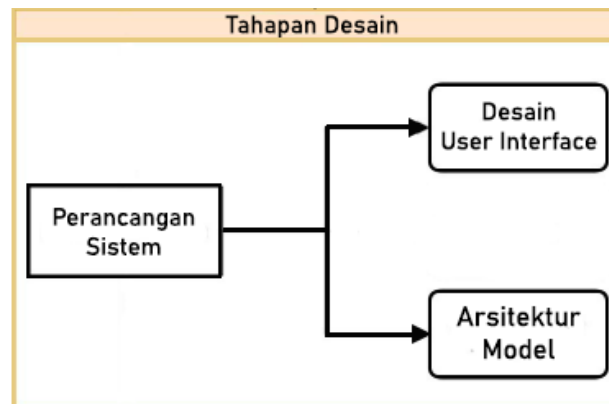 Tahapan Desain
Desain
User Interface
Perancangan
Sistem
Arsitektur
Model